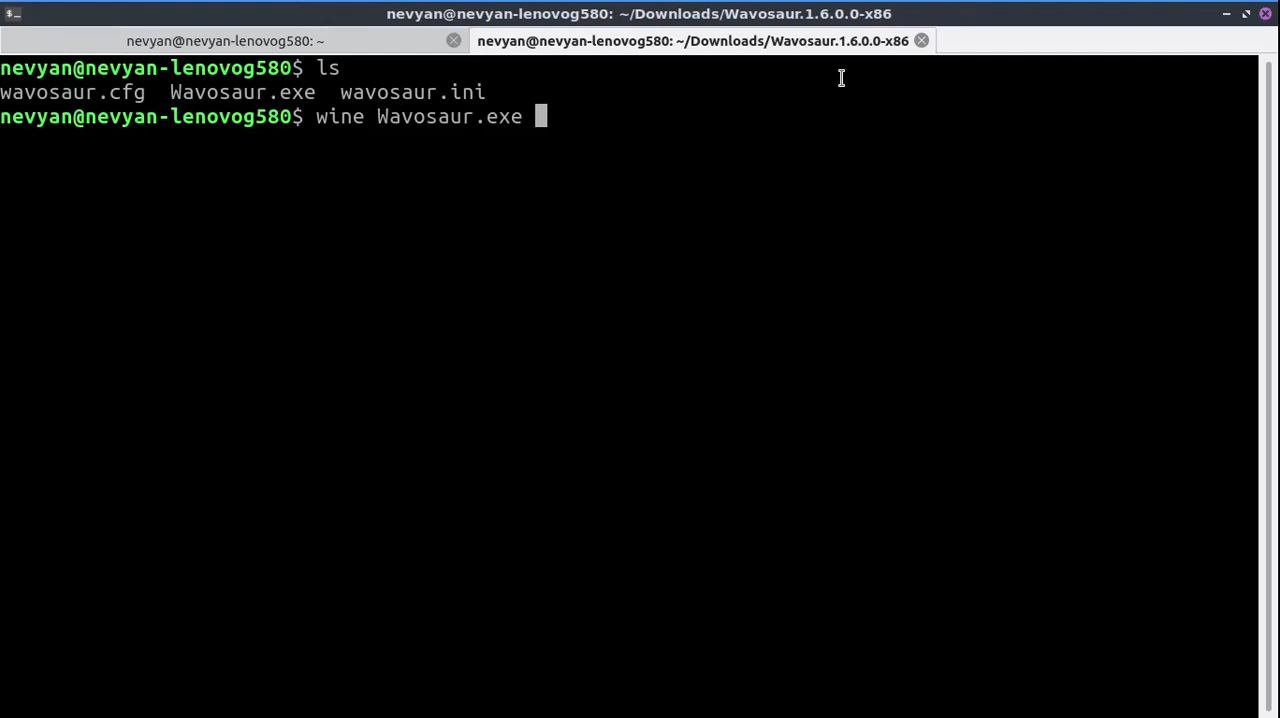 nevyan@nevyan-lenovog580: ~/Downloads/Wavosaur.1.6.0.0-x86
nevyan@nevyan-lenovog580: ~
nevyan@nevyan-lenovog580: ~/Downloads/Wavosaur.1.6.0.0-x86
nevyan@nevyan-lenovog580$ ls
wavosaur.cfg  Wavosaur.exe  wavosaur.ini
nevyan@nevyan-lenovog580$ wine Wavosaur.exe